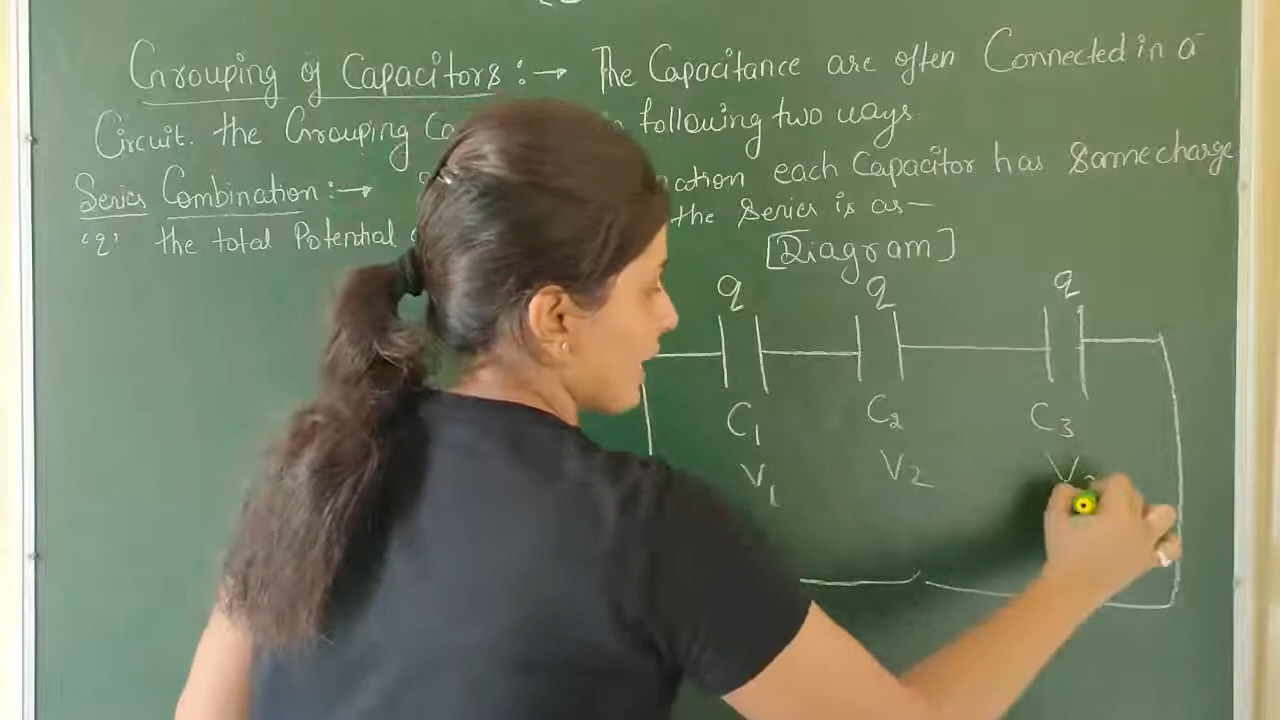 Grouping of Capacitors :→ The Capacitance are often Connected in a
Circuit. the Grouping following two ways
Series Combination :→ each Capacitor has Same charge
'q' the total Potential the Series is as—
[Diagram]
q q q
C1 C2 C3
V1 V2 V